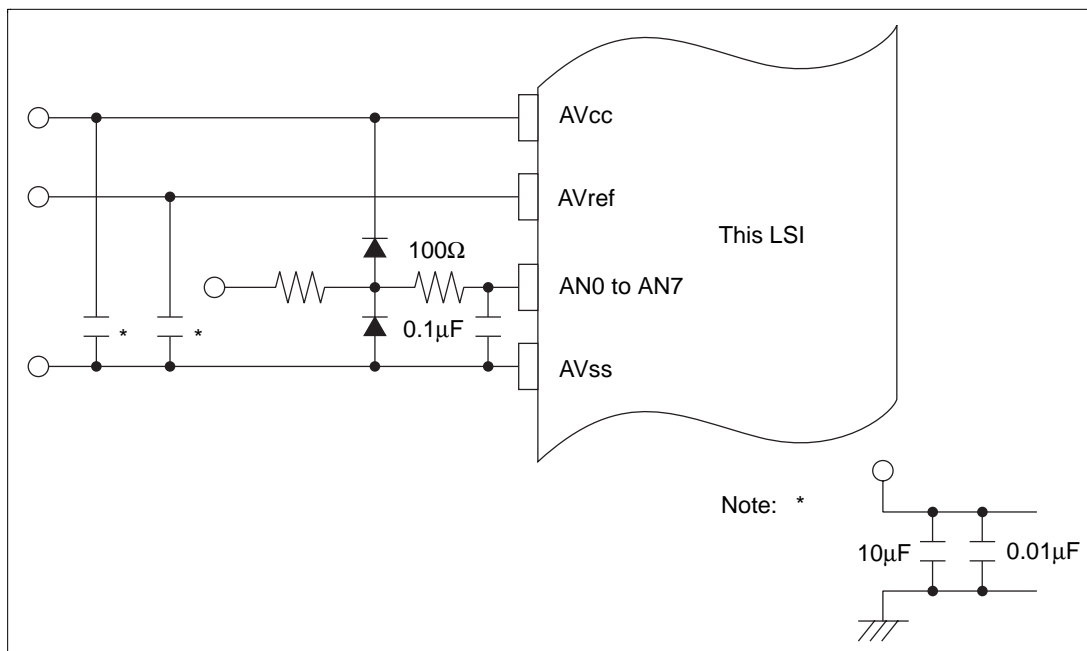 AVcc
AVref
This LSI
100Ω
AN0 to AN7
0.1μF
* *
AVss
Note: *
10μF 0.01μF